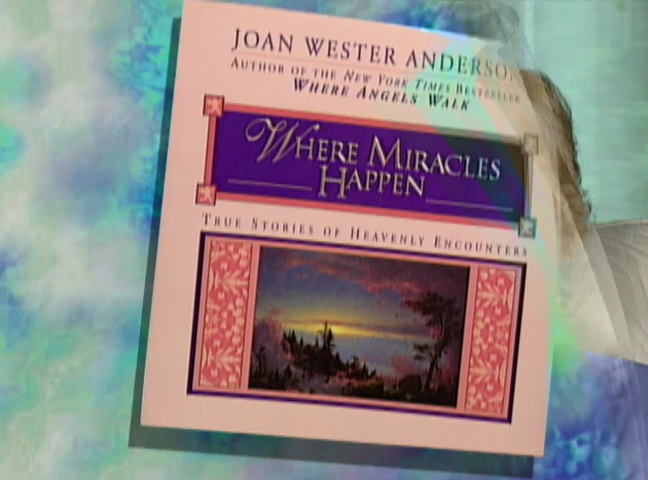 JOAN WESTER ANDERSON
AUTHOR OF THE NEW YORK TIMES BESTSELLER
WHERE ANGELS WALK
WHERE MIRACLES
HAPPEN
TRUE STORIES OF HEAVENLY ENCOUNTERS